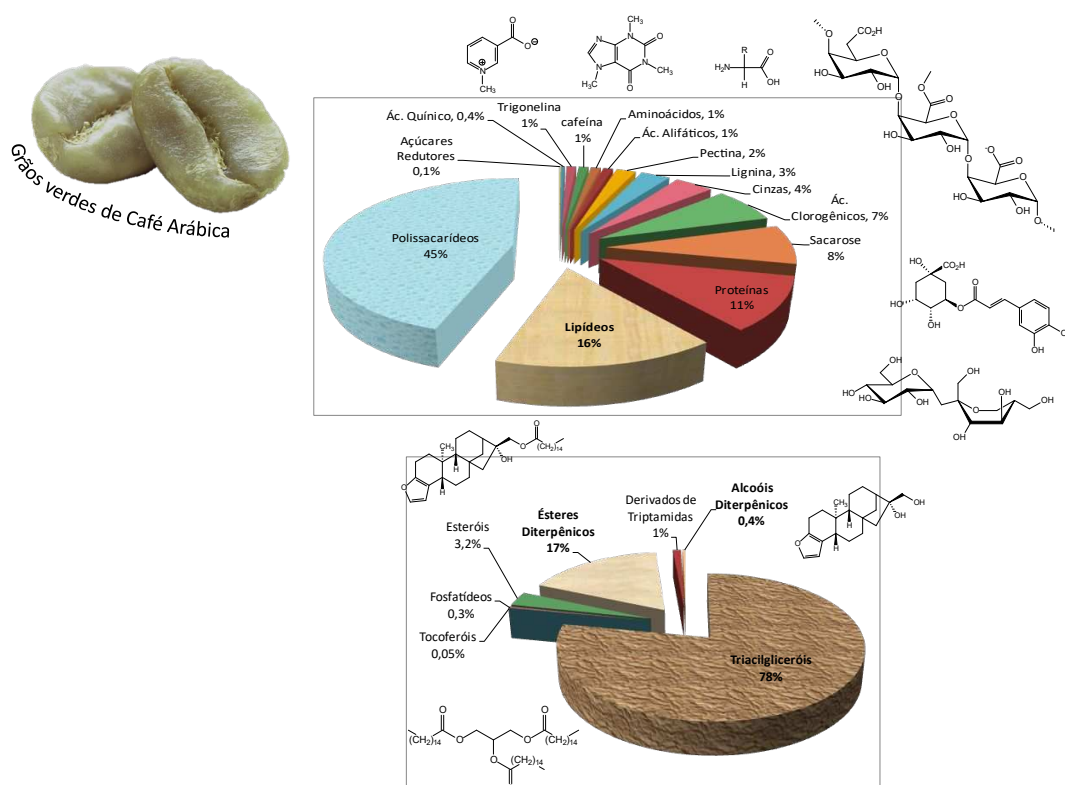 Grãos verdes de Café Arábica
Trigonelina
1%
cafeína
1%
Aminoácidos, 1%
Ác. Quínico, 0,4%
Ác. Alifáticos, 1%
Açúcares
Redutores
0,1%
Pectina, 2%
Lignina, 3%
Cinzas, 4%
Ác.
Clorogênicos, 7%
Sacarose
8%
Proteínas
11%
Polissacarídeos
45%
Lipídeos
16%
Alcoóis
Diterpênicos
0,4%
Derivados de
Triptamidas
1%
Ésteres
Diterpênicos
17%
Esteróis
3,2%
Fosfatídeos
0,3%
Tocoferóis
0,05%
Triacilgliceróis
78%